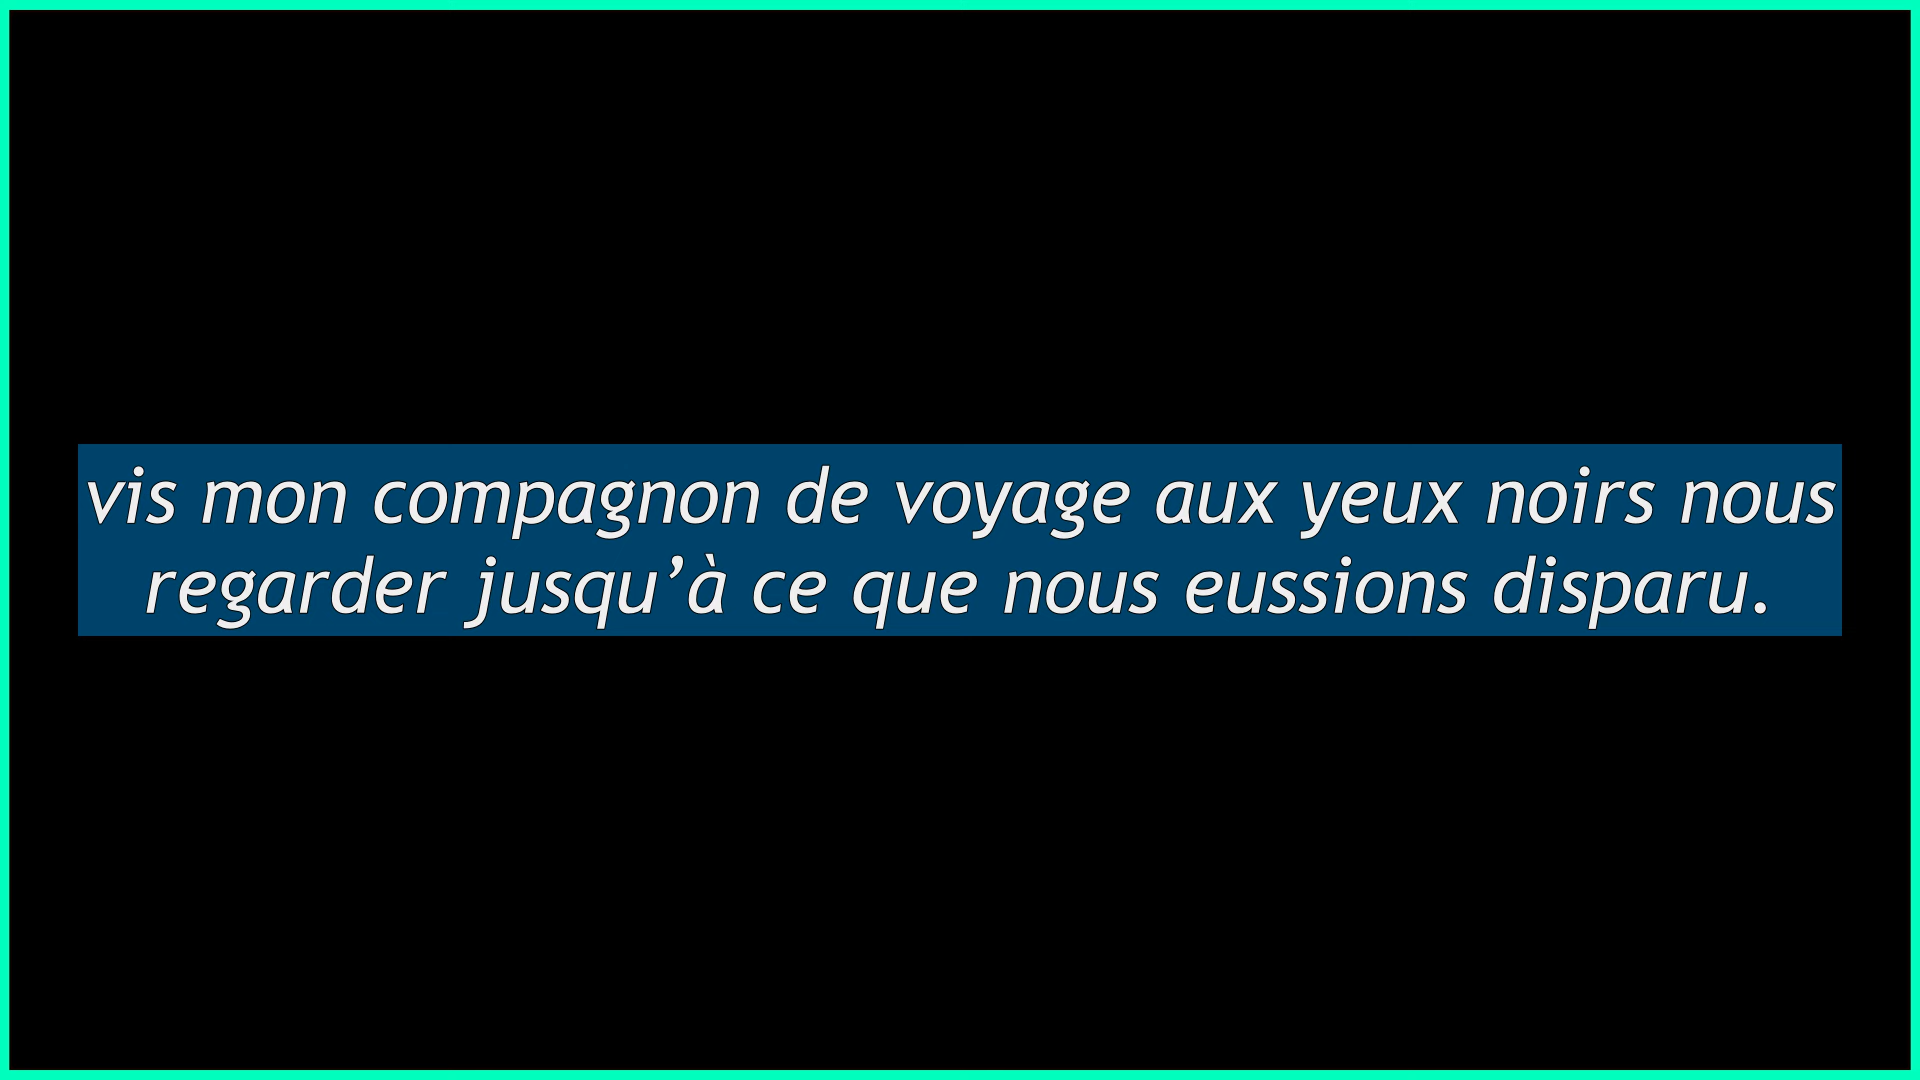 vis mon compagnon de voyage aux yeux noirs nous
regarder jusqu’à ce que nous eussions disparu.